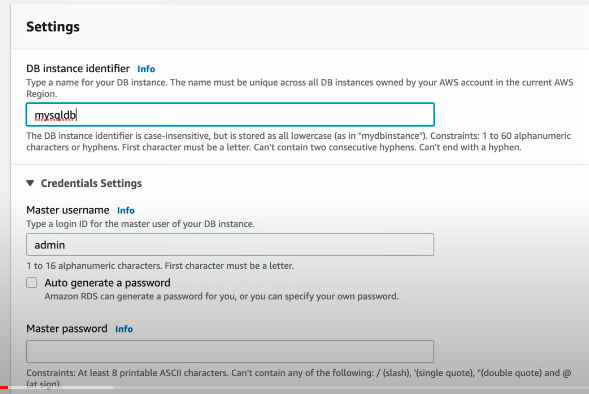 Settings
DB instance identifier Info
Type a name for your DB instance. The name must be unique across all DB instances owned by your AWS account in the current AWS
Region.
mysqldb
The DB instance identifier is case-insensitive, but is stored as all lowercase (as in "mydbinstance"). Constraints: 1 to 60 alphanumeric
characters or hyphens. First character must be a letter. Can't contain two consecutive hyphens. Can't end with a hyphen.
▼ Credentials Settings
Master username Info
Type a login ID for the master user of your DB instance.
admin
1 to 16 alphanumeric characters. First character must be a letter.
Auto generate a password
Amazon RDS can generate a password for you, or you can specify your own password.
Master password Info
Constraints: At least 8 printable ASCII characters. Can't contain any of the following: / (slash), '(single quote), "(double quote) and @
(at sign).